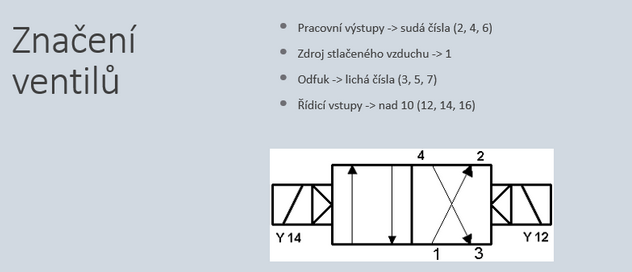 Značení
ventilů
Pracovní výstupy -> sudá čísla (2, 4, 6)
Zdroj stlačeného vzduchu -> 1
Odfuk -> lichá čísla (3, 5, 7)
Řídicí vstupy -> nad 10 (12, 14, 16)
4 2
Y 14 Y 12
1 3